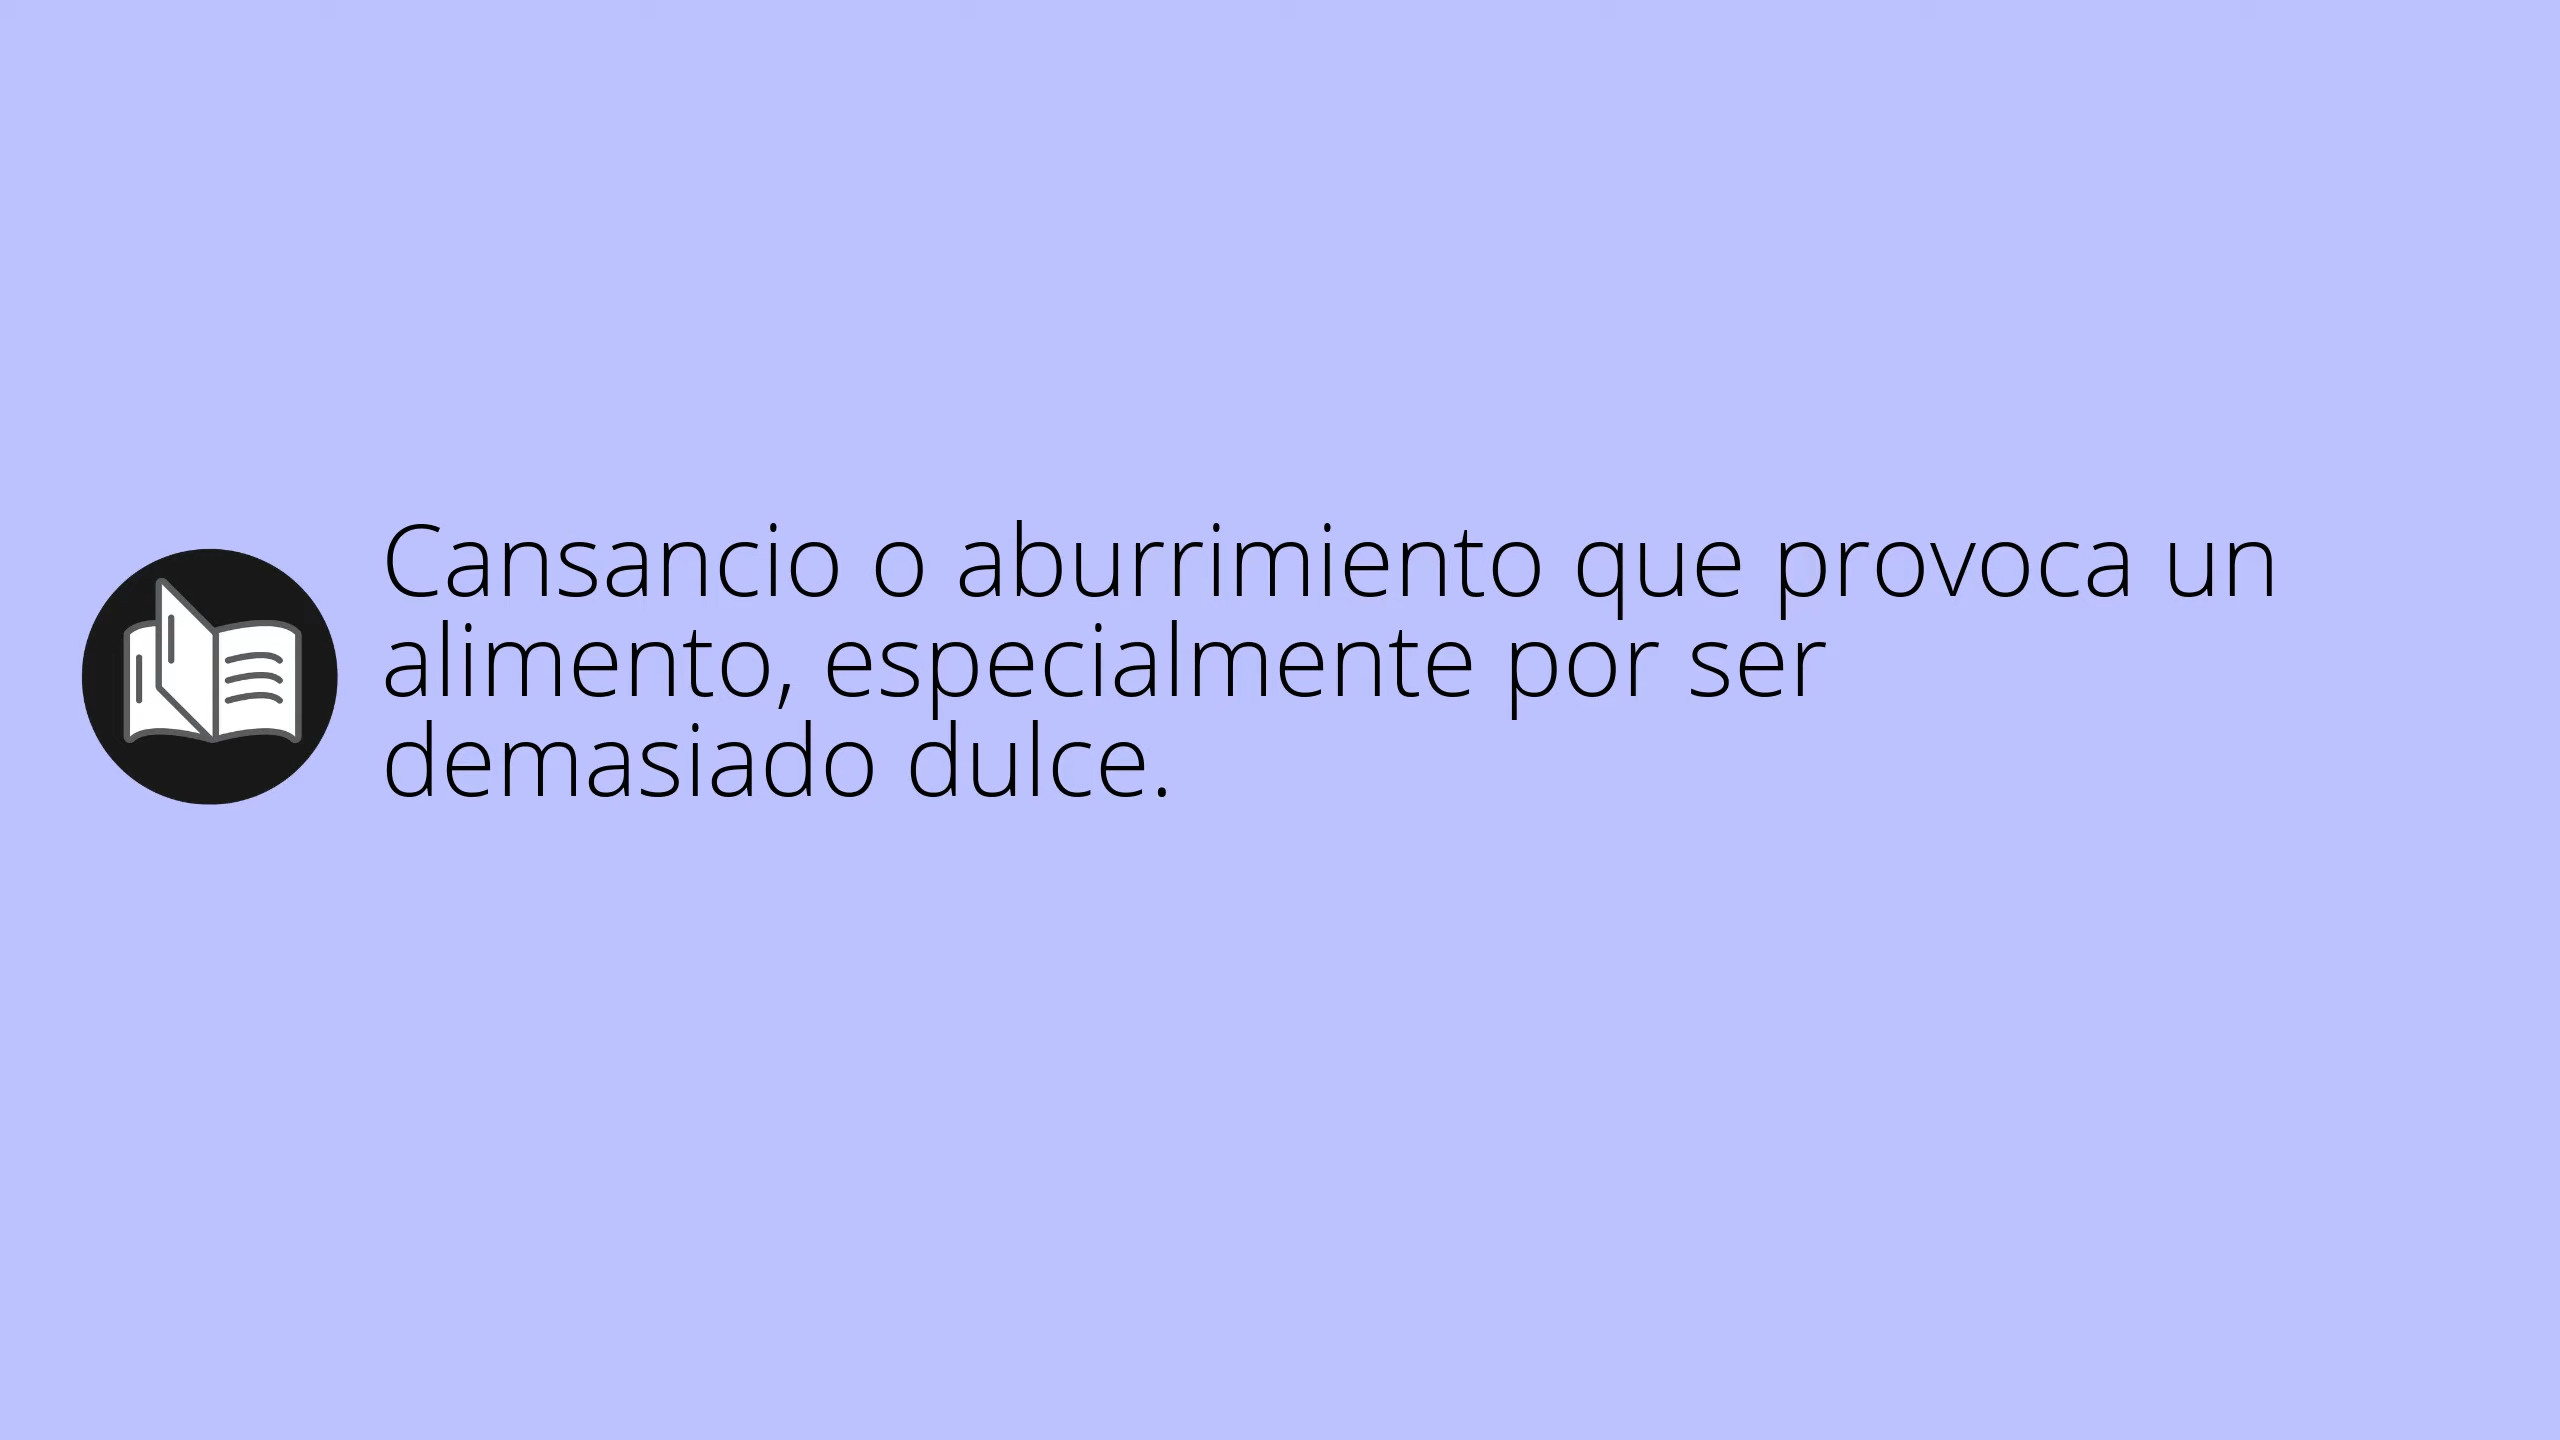 Cansancio o aburrimiento que provoca un
alimento, especialmente por ser
demasiado dulce.